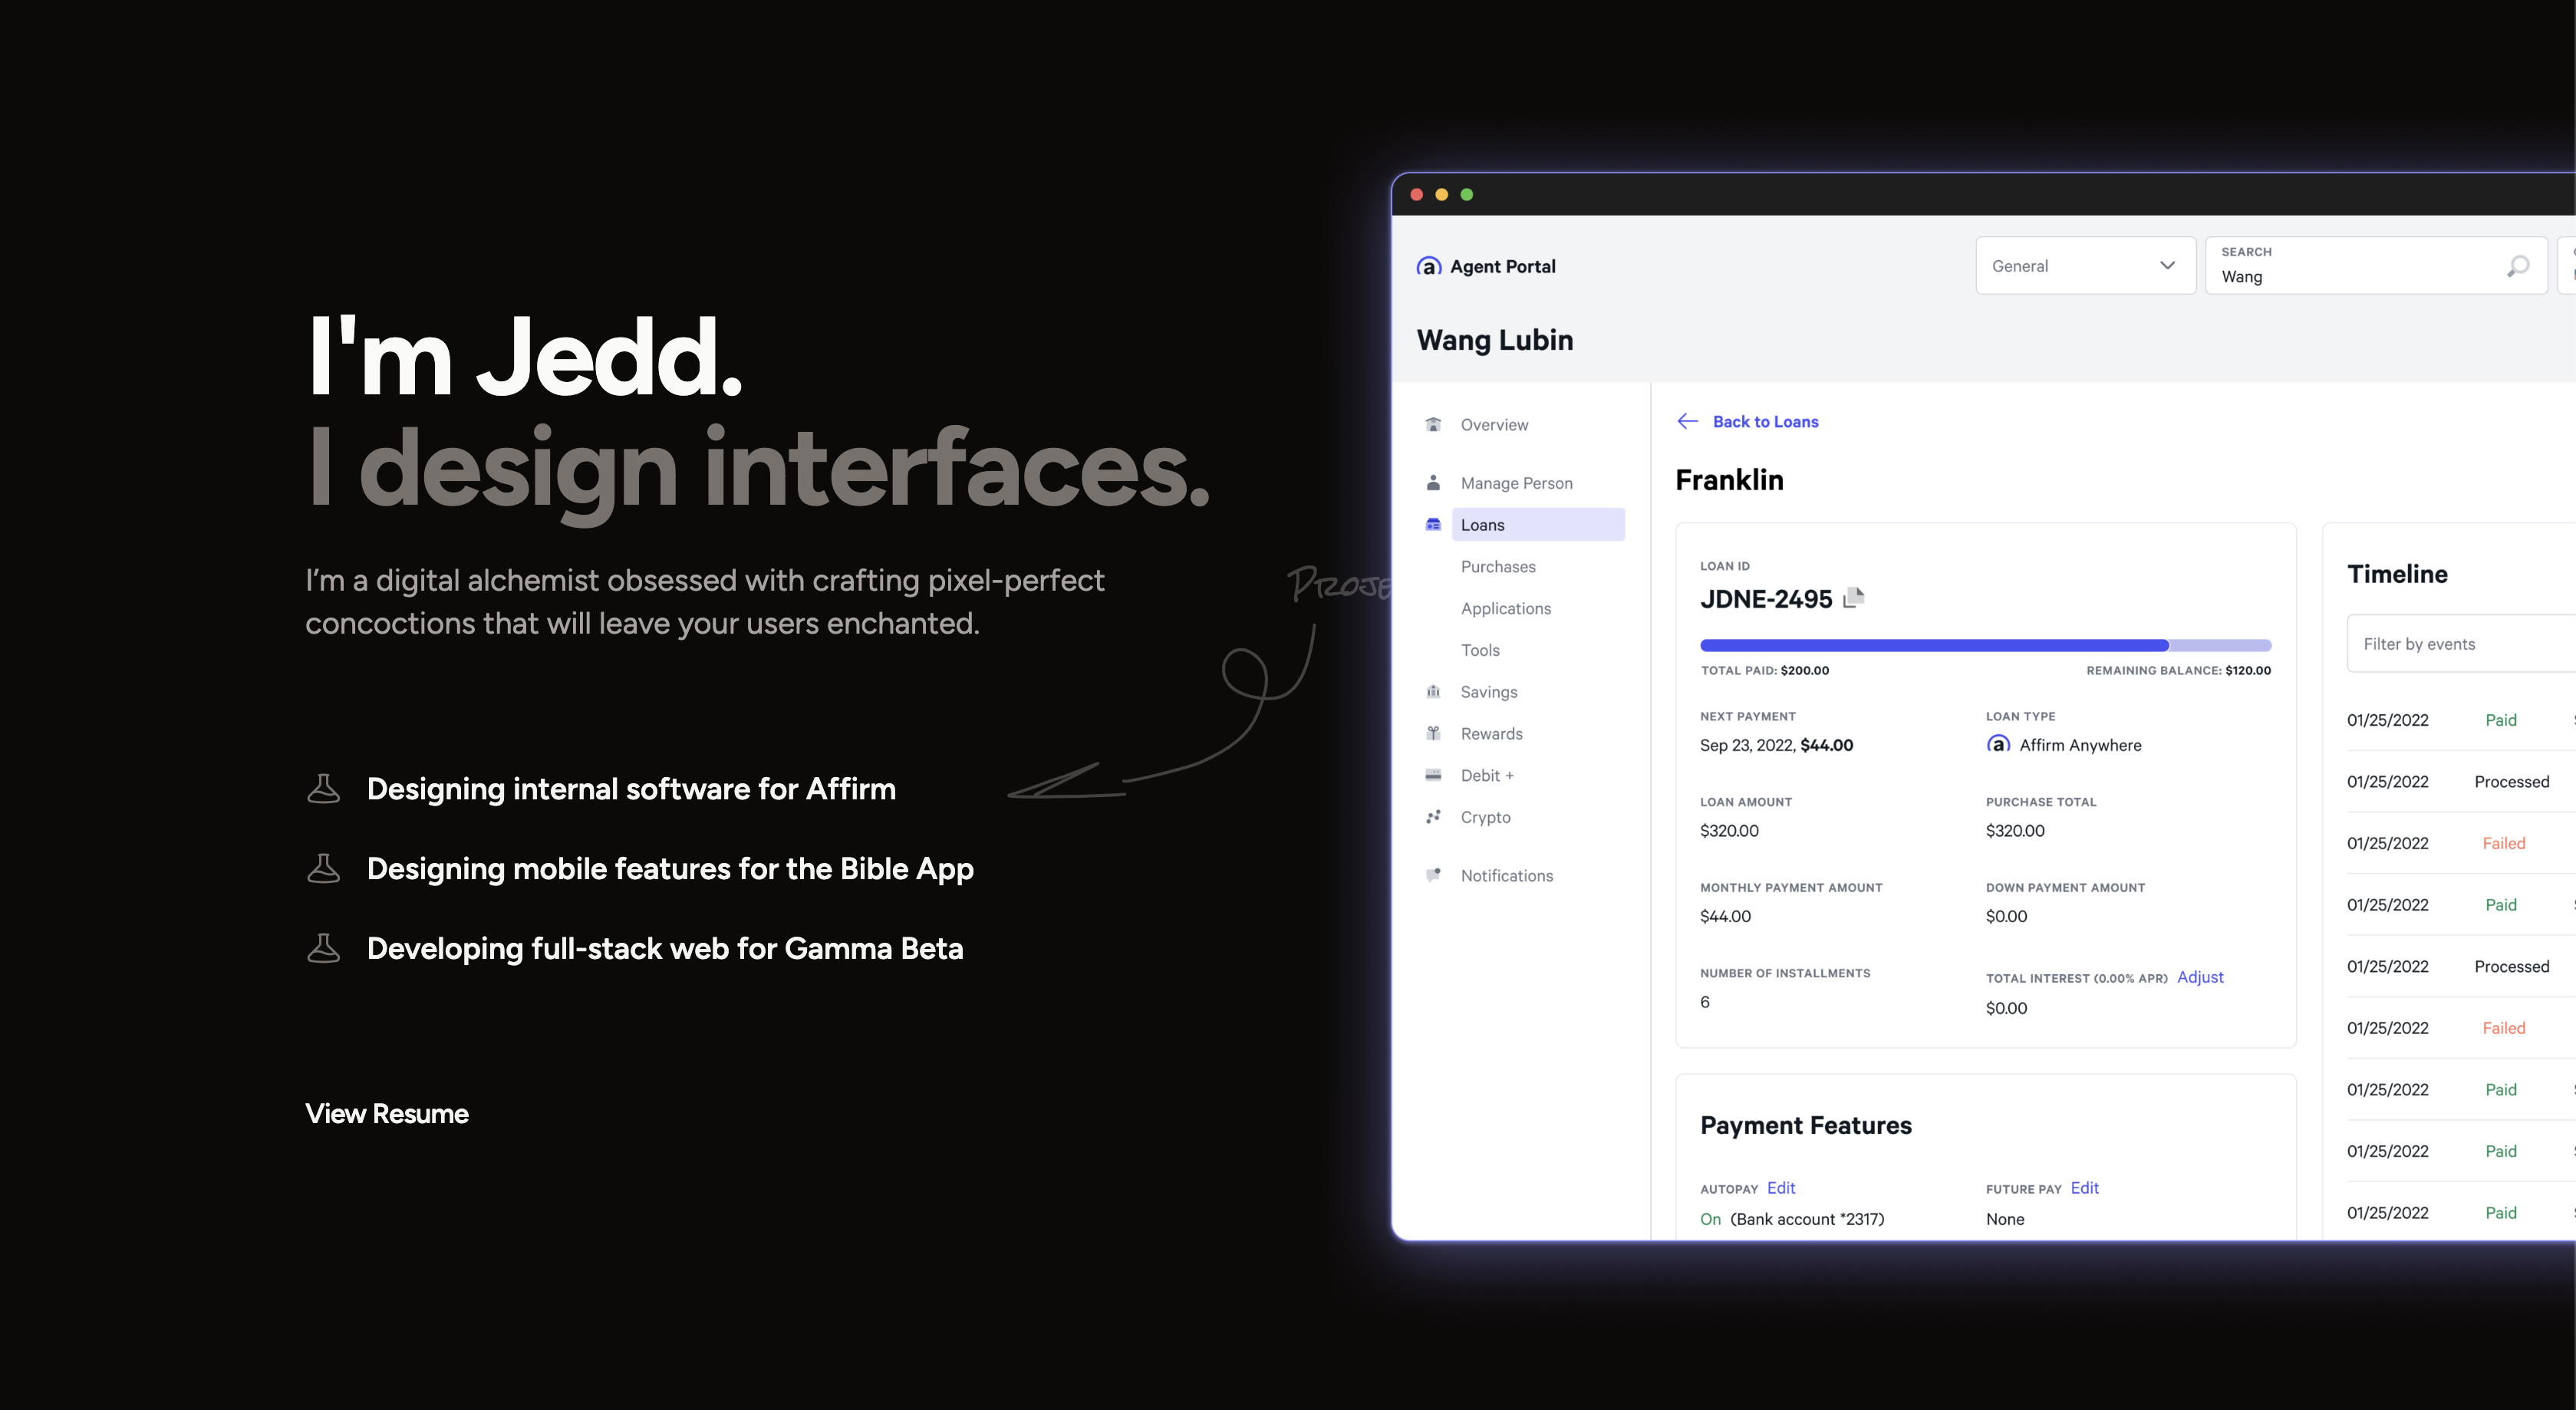 I'm Jedd.
I design interfaces.
I’m a digital alchemist obsessed with crafting pixel-perfect
concoctions that will leave your users enchanted.
Designing internal software for Affirm
Designing mobile features for the Bible App
Developing full-stack web for Gamma Beta
View Resume
Agent Portal
General
SEARCH
Wang
Wang Lubin
Overview
Manage Person
Loans
Purchases
Applications
Tools
Savings
Rewards
Debit +
Crypto
Notifications
Back to Loans
Franklin
LOAN ID
JDNE-2495
TOTAL PAID: $200.00
REMAINING BALANCE: $120.00
NEXT PAYMENT
Sep 23, 2022, $44.00
LOAN TYPE
Affirm Anywhere
LOAN AMOUNT
$320.00
PURCHASE TOTAL
$320.00
MONTHLY PAYMENT AMOUNT
$44.00
DOWN PAYMENT AMOUNT
$0.00
NUMBER OF INSTALLMENTS
6
TOTAL INTEREST (0.00% APR) Adjust
$0.00
Payment Features
AUTOPAY Edit
On (Bank account *2317)
FUTURE PAY Edit
None
Timeline
Filter by events
01/25/2022 Paid
01/25/2022 Processed
01/25/2022 Failed
01/25/2022 Paid
01/25/2022 Processed
01/25/2022 Failed
01/25/2022 Paid
01/25/2022 Paid
01/25/2022 Paid